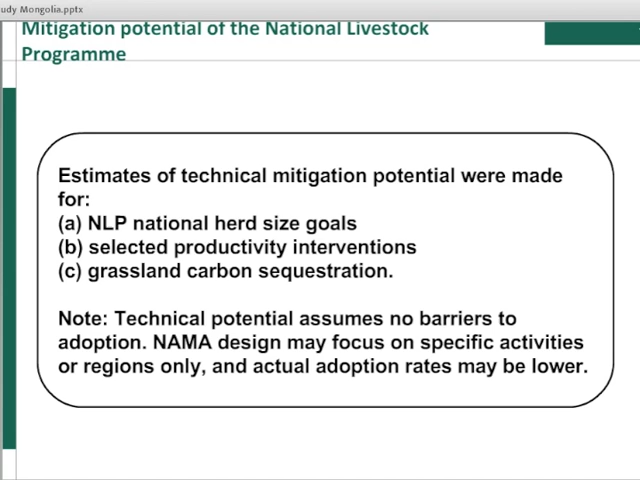 udy Mongolia.pptx
Mitigation potential of the National Livestock
Programme
Estimates of technical mitigation potential were made
for:
(a) NLP national herd size goals
(b) selected productivity interventions
(c) grassland carbon sequestration.
Note: Technical potential assumes no barriers to
adoption. NAMA design may focus on specific activities
or regions only, and actual adoption rates may be lower.